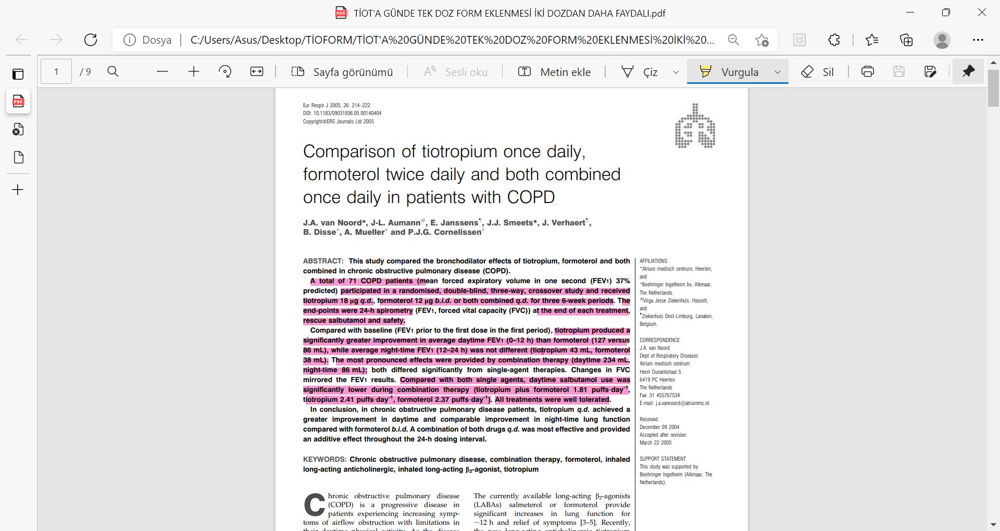 TİOT'A GÜNDE TEK DOZ FORM EKLENMESİ İKİ DOZDAN DAHA FAYDALI.pdf
Dosya
C:/Users/Asus/Desktop/TİOFORM/TİOT'A%20GÜNDE%20TEK%20DOZ%20FORM%20EKLENMESİ%20İKİ%20...
1 / 9
Sayfa görünümü
Sesli oku
Metin ekle
Çiz
Vurgula
Sil
Eur Respir J 2005; 26: 214–222
DOI: 10.1183/09031936.05.00140404
Copyright©ERS Journals Ltd 2005
Comparison of tiotropium once daily,
formoterol twice daily and both combined
once daily in patients with COPD
J.A. van Noord*, J-L. Aumann#, E. Janssens¶, J.J. Smeets*, J. Verhaert¶,
B. Disse+, A. Mueller+ and P.J.G. Cornelissen+
ABSTRACT: This study compared the bronchodilator effects of tiotropium, formoterol and both
combined in chronic obstructive pulmonary disease (COPD).
A total of 71 COPD patients (mean forced expiratory volume in one second (FEV1) 37%
predicted) participated in a randomised, double-blind, three-way, crossover study and received
tiotropium 18 µg q.d., formoterol 12 µg b.i.d. or both combined q.d. for three 6-week periods. The
end-points were 24-h spirometry (FEV1, forced vital capacity (FVC)) at the end of each treatment,
rescue salbutamol and safety.
Compared with baseline (FEV1 prior to the first dose in the first period), tiotropium produced a
significantly greater improvement in average daytime FEV1 (0–12 h) than formoterol (127 versus
86 mL), while average night-time FEV1 (12–24 h) was not different (tiotropium 43 mL, formoterol
38 mL). The most pronounced effects were provided by combination therapy (daytime 234 mL,
night-time 86 mL); both differed significantly from single-agent therapies. Changes in FVC
mirrored the FEV1 results. Compared with both single agents, daytime salbutamol use was
significantly lower during combination therapy (tiotropium plus formoterol 1.81 puffs·day-1,
tiotropium 2.41 puffs·day-1, formoterol 2.37 puffs·day-1). All treatments were well tolerated.
In conclusion, in chronic obstructive pulmonary disease patients, tiotropium q.d. achieved a
greater improvement in daytime and comparable improvement in night-time lung function
compared with formoterol b.i.d. A combination of both drugs q.d. was most effective and provided
an additive effect throughout the 24-h dosing interval.
KEYWORDS: Chronic obstructive pulmonary disease, combination therapy, formoterol, inhaled
long-acting anticholinergic, inhaled long-acting β2-agonist, tiotropium
Chronic obstructive pulmonary disease
(COPD) is a progressive disease in
patients experiencing increasing symp-
toms of airflow obstruction with limitations in
their daytime physical activity. As the disease
The currently available long-acting β2-agonists
(LABAs) salmeterol or formoterol provide
significant increases in lung function for
~12 h and relief of symptoms [3–5]. Recently,
the new long-acting anticholinergic tiotropium
AFFILIATIONS
*Atrium medisch centrum, Heerlen,
and
+Boehringer Ingelheim bv, Alkmaar,
The Netherlands.
#Virga Jesse Ziekenhuis, Hasselt,
and
¶Ziekenhuis Oost-Limburg, Lanaken,
Belgium.
CORRESPONDENCE
J.A. van Noord
Dept of Respiratory Diseases
Atrium medisch centrum
Henri Dunantstraat 5
6419 PC Heerlen
The Netherlands
Fax: 31 455767534
E-mail: j.a.vannoord@atriummc.nl
Received:
December 09 2004
Accepted after revision:
March 22 2005
SUPPORT STATEMENT
This study was supported by
Boehringer Ingelheim (Alkmaar, The
Netherlands).